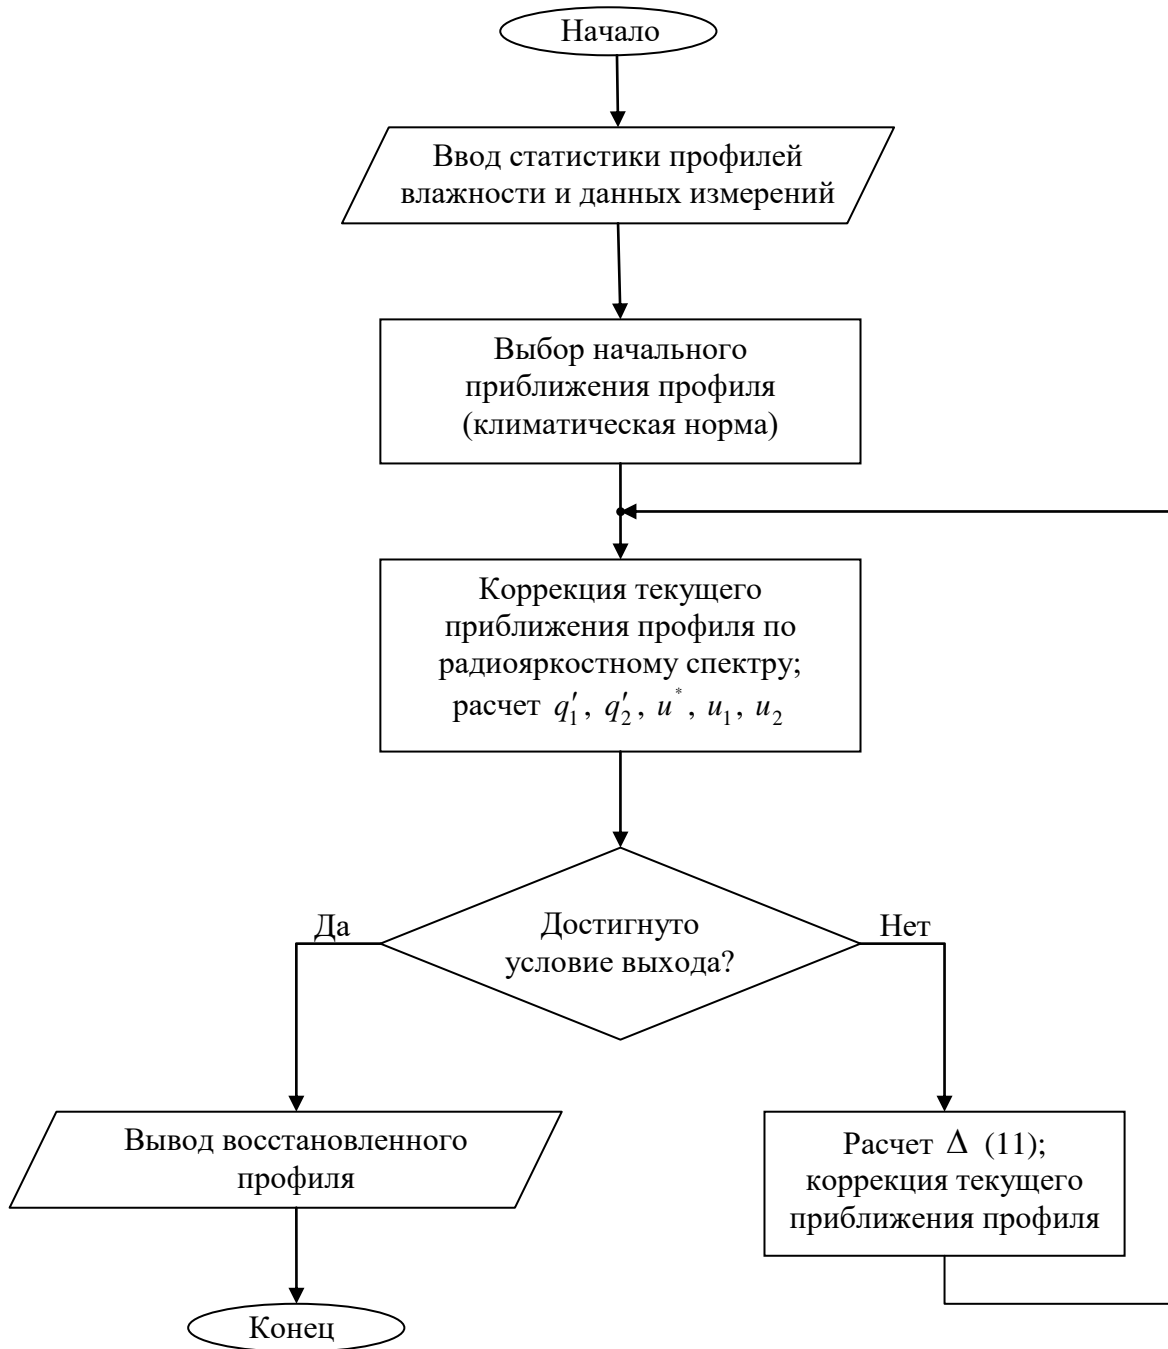 Начало
Ввод статистики профилей
влажности и данных измерений
Выбор начального
приближения профиля
(климатическая норма)
Коррекция текущего
приближения профиля по
радиояркостному спектру;
расчет q′₁, q′₂, u*, u₁, u₂
Да
Достигнуто
условие выхода?
Нет
Вывод восстановленного
профиля
Расчет Δ (11);
коррекция текущего
приближения профиля
Конец